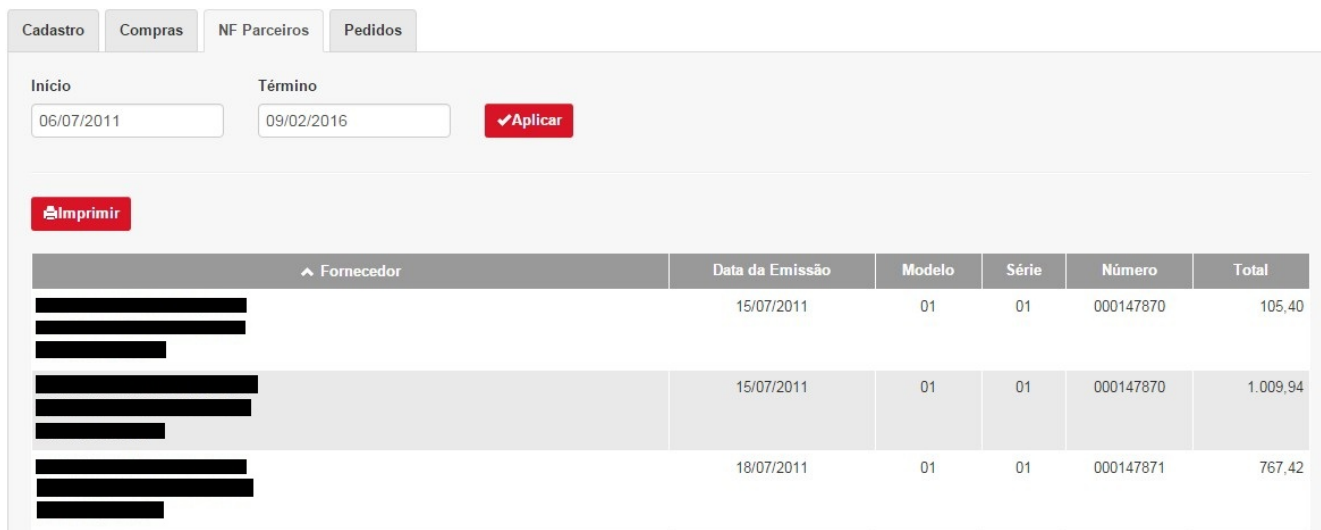 Cadastro Compras NF Parceiros Pedidos
Início Término
06/07/2011 09/02/2016 Aplicar
Imprimir
Fornecedor Data da Emissão Modelo Série Número Total
15/07/2011 01 01 000147870 105,40
15/07/2011 01 01 000147870 1.009,94
18/07/2011 01 01 000147871 767,42